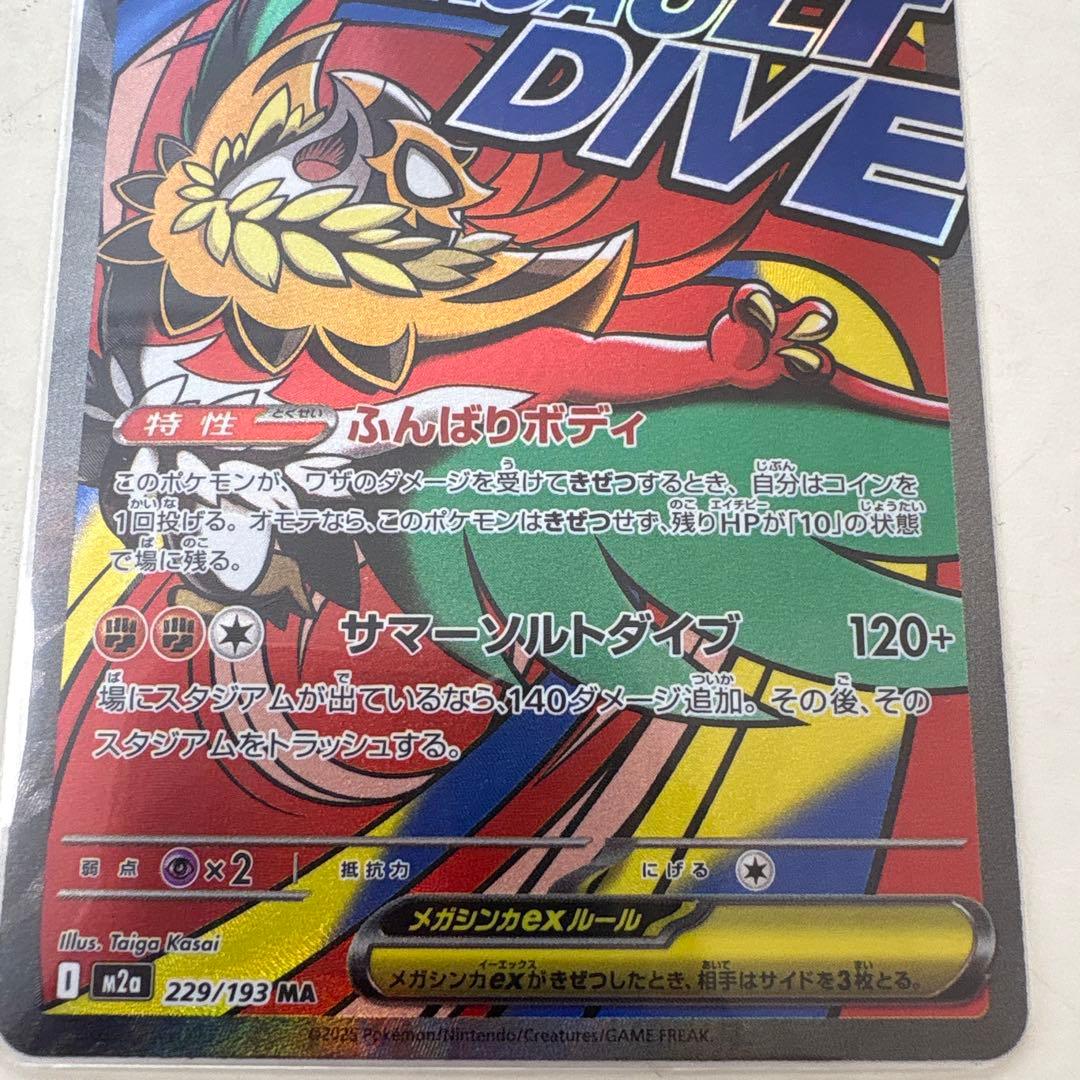 SAULT
DIVE
特性 とくせい ふんばりボディ
このポケモンが、ワザのダメージを受けてきぜつするとき、自分はコインを
1回投げる。オモテなら、このポケモンはきぜつせず、残りHPが「10」の状態
で場に残る。
サマーソルトダイブ 120+
場にスタジアムが出ているなら、140ダメージ追加。その後、その
スタジアムをトラッシュする。
弱点 ×2 抵抗力 にげる
メガシンカexルール
メガシンカexがきぜつしたとき、相手はサイドを3枚とる。
Illus. Taiga Kasai
I M2a 229/193 MA
©2025 Pokémon/Nintendo/Creatures/GAME FREAK.